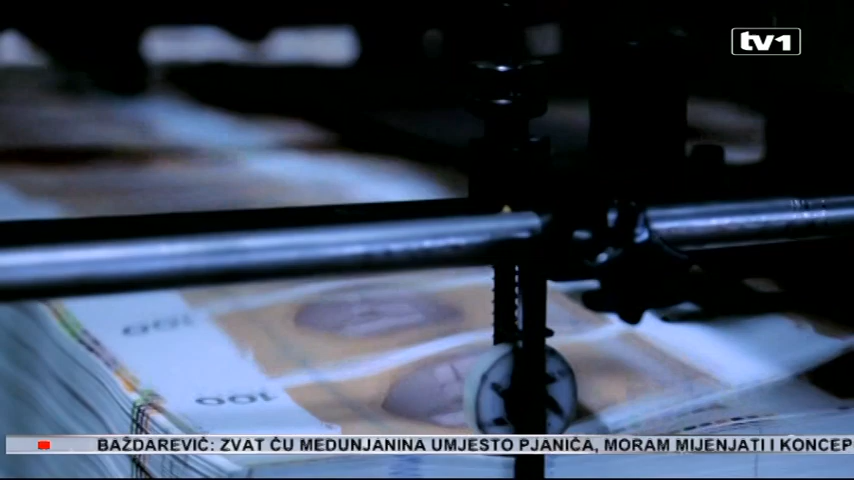 tv1
100
100
BAŽDAREVIĆ: ZVAT ĆU MEDUNJANINA UMJESTO PJANIĆA, MORAM MIJENJATI I KONCEP